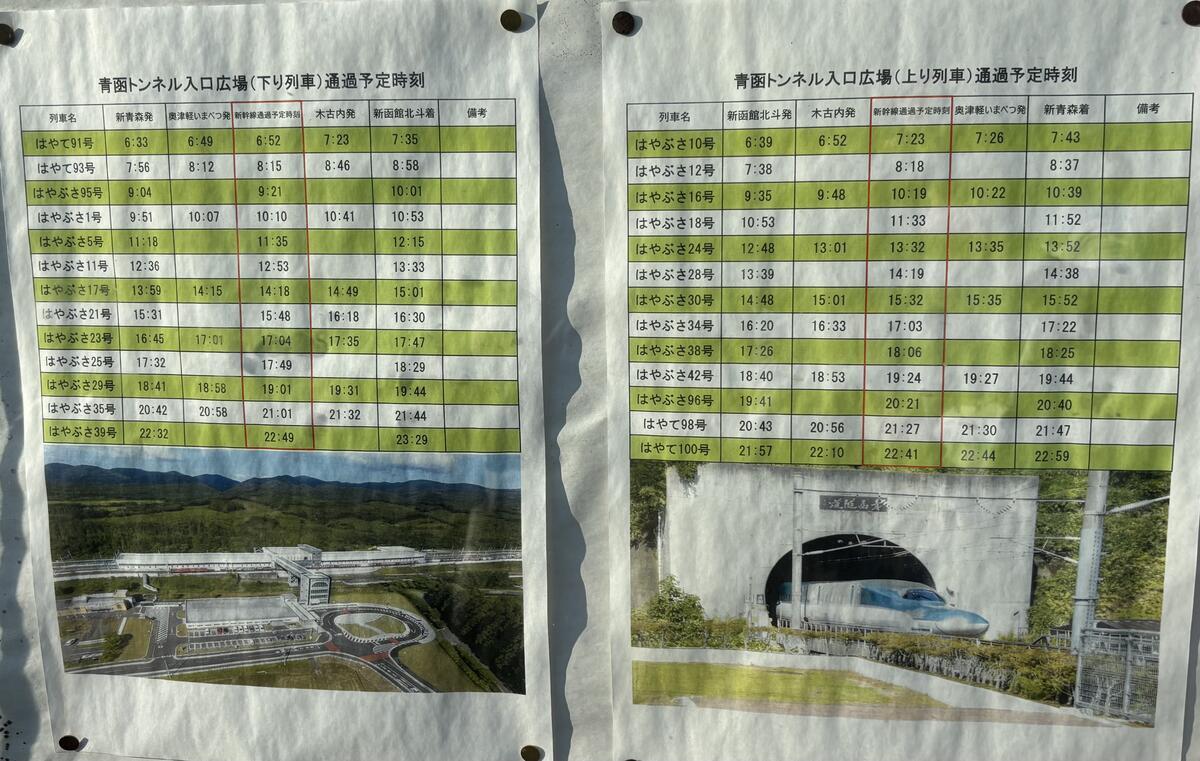 青函トンネル入口広場(下り列車)通過予定時刻
列車名 新青森発 奥津軽いまべつ発 新幹線通過予定時刻 木古内発 新函館北斗着 備考
はやて91号 6:33 6:49 6:52 7:23 7:35
はやて93号 7:56 8:12 8:15 8:46 8:58
はやぶさ95号 9:04 9:21 10:01
はやぶさ1号 9:51 10:07 10:10 10:41 10:53
はやぶさ5号 11:18 11:35 12:15
はやぶさ11号 12:36 12:53 13:33
はやぶさ17号 13:59 14:15 14:18 14:49 15:01
はやぶさ21号 15:31 15:48 16:18 16:30
はやぶさ23号 16:45 17:01 17:04 17:35 17:47
はやぶさ25号 17:32 17:49 18:29
はやぶさ29号 18:41 18:58 19:01 19:31 19:44
はやぶさ35号 20:42 20:58 21:01 21:32 21:44
はやぶさ39号 22:32 22:49 23:29
青函トンネル入口広場(上り列車)通過予定時刻
列車名 新函館北斗発 木古内発 新幹線通過予定時刻 奥津軽いまべつ発 新青森着 備考
はやぶさ10号 6:39 6:52 7:23 7:26 7:43
はやぶさ12号 7:38 8:18 8:37
はやぶさ16号 9:35 9:48 10:19 10:22 10:39
はやぶさ18号 10:53 11:33 11:52
はやぶさ24号 12:48 13:01 13:32 13:35 13:52
はやぶさ28号 13:39 14:19 14:38
はやぶさ30号 14:48 15:01 15:32 15:35 15:52
はやぶさ34号 16:20 16:33 17:03 17:22
はやぶさ38号 17:26 18:06 18:25
はやぶさ42号 18:40 18:53 19:24 19:27 19:44
はやぶさ96号 19:41 20:21 20:40
はやて98号 20:43 20:56 21:27 21:30 21:47
はやて100号 21:57 22:10 22:41 22:44 22:59